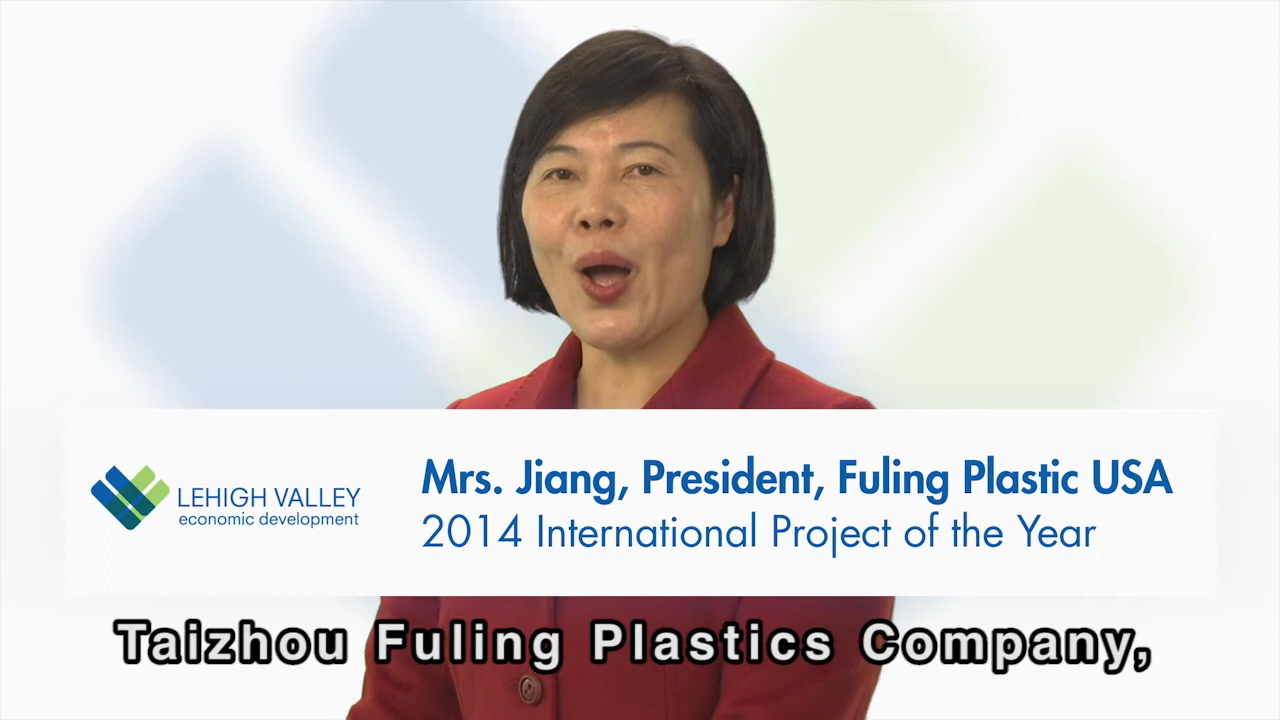 LEHIGH VALLEY
economic development
Mrs. Jiang, President, Fuling Plastic USA
2014 International Project of the Year
Taizhou Fuling Plastics Company,